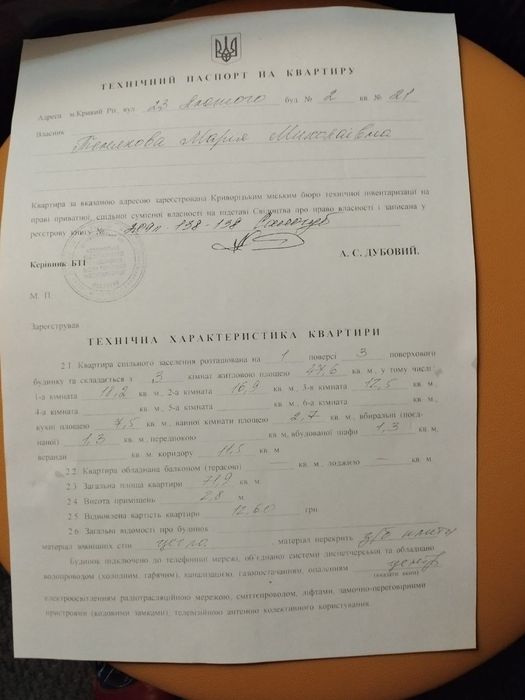 ТЕХНІЧНИЙ ПАСПОРТ НА КВАРТИРУ
Адреса м.Кривий Ріг вул. 23 Лютого буд № 2 кв № 21
Власник
Марія Миколаївна
Квартира за вказаною адресою зареєстрована Криворізьким міським бюро технічної інвентаризації на
праві приватної, спільної сумісної власності на підставі Свідоцтва про право власності і записана у
реєстрову книгу № 138-138
Керівник БТІ А. С. ДУБОВИЙ.
М. П.
Зареєстрував
ТЕХНІЧНА ХАРАКТЕРИСТИКА КВАРТИРИ
2.1 Квартира спільного заселення розташована на 1 поверсі 3 поверхового
будинку та складається з 3 кімнат житловою площею 47,6 кв. м., у тому числі
1-а кімната 18,2 кв. м., 2-а кімната 16,9 кв. м., 3-я кімната 12,5 кв. м.,
4-а кімната кв. м., 5-а кімната кв. м., 6-а кімната кв. м.,
кухні площею 7,5 кв. м., ванної кімнати площею 2,7 кв. м., вбиральні (поєд-
наної) 1,3 кв. м, передпокою кв. м, вбудованої шафи 1,3 кв. м.,
веранди кв. м, коридору 11,5 кв. м
2.2 Квартира обладнана балконом (терасою) — кв. м., лоджією — кв. м.
2.3 Загальна площа квартири 71,9 кв. м.
2.4 Висота приміщень 2,8 м.
2.5 Відновлена вартість квартири 12,60 грн.
2.6 Загальні відомості про будинок
матеріал зовнішніх стін цегла матеріал перекрить з/б плити
Будинок підключено до телефонної мережі, об'єднаної системи диспетчерських та обладнано
водопроводом (холодним, гарячим), каналізацією, газопостачанням, опаленням центр
(вказати яким)
електроосвітленням радіотрансляційною мережою, сміттєпроводом, ліфтами, замочно-переговорними
пристроями (кодовими замками), телевізійною антеною колективного користування.